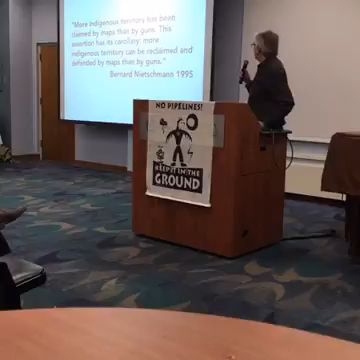 "More indigenous territory has been
claimed by maps than by guns. This
assertion has its corollary: more
indigenous territory can be reclaimed and
defended by maps than by guns."
Bernard Nietschmann 1995
NO PIPELINES!
KEEP IT IN THE
GROUND